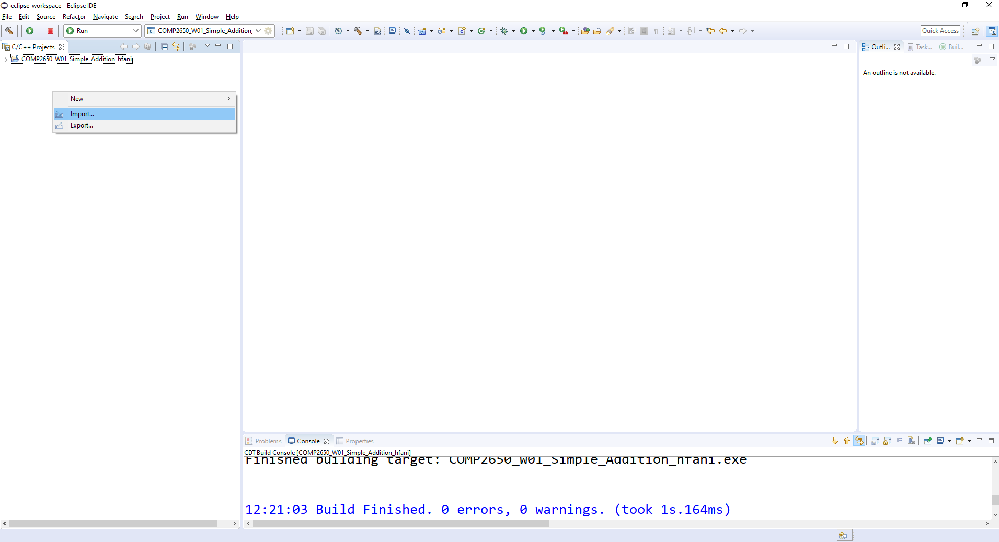 eclipse-workspace - Eclipse IDE
File Edit Source Refactor Navigate Search Project Run Window Help
Run COMP2650_W01_Simple_Addition_ Quick Access
C/C++ Projects
COMP2650_W01_Simple_Addition_hfani
New
Import...
Export...
Outli... Task... Buil...
An outline is not available.
Problems Console Properties
CDT Build Console [COMP2650_W01_Simple_Addition_hfani]
Finished building target: COMP2650_W01_Simple_Addition_hfani.exe
12:21:03 Build Finished. 0 errors, 0 warnings. (took 1s.164ms)